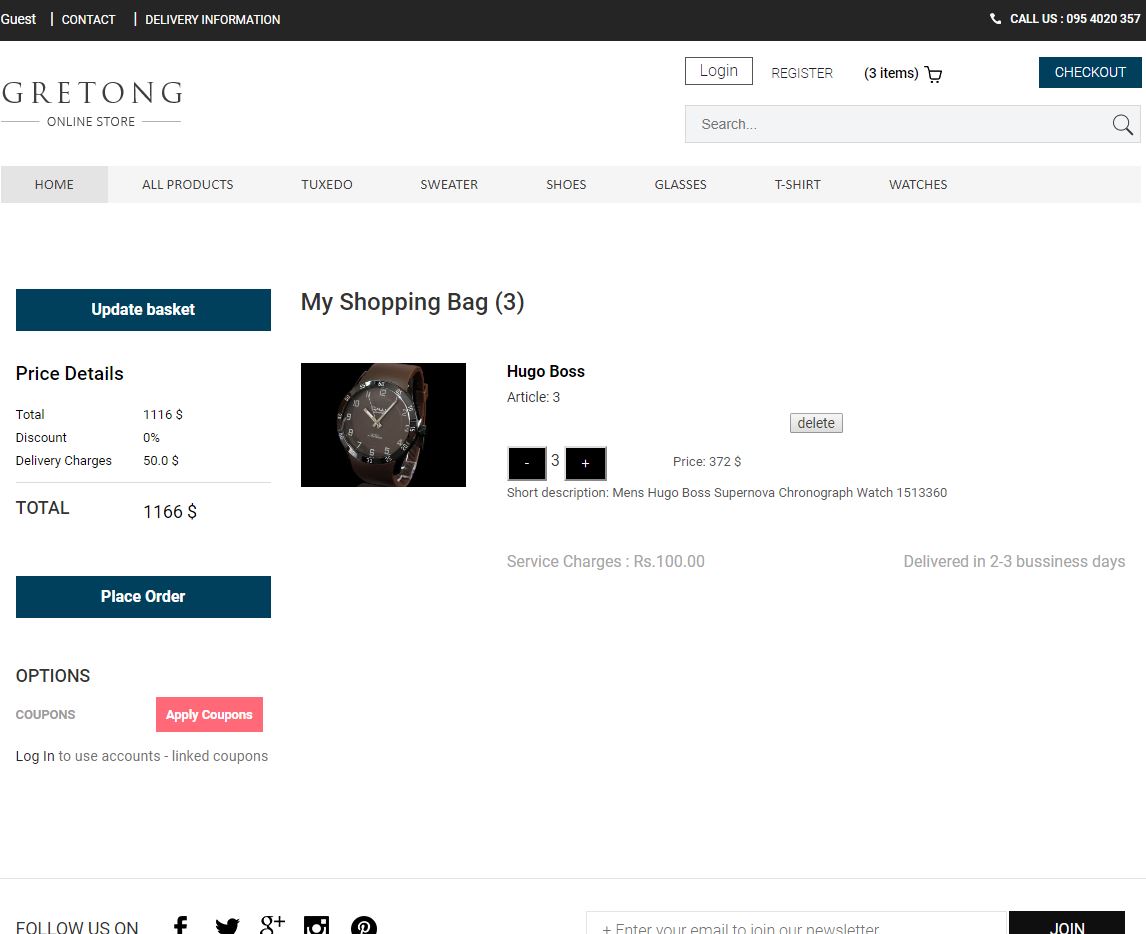 Guest | CONTACT | DELIVERY INFORMATION
CALL US : 095 4020 357
Login REGISTER (3 items) CHECKOUT
GRETONG
ONLINE STORE
Search...
HOME ALL PRODUCTS TUXEDO SWEATER SHOES GLASSES T-SHIRT WATCHES
Update basket
Price Details
Total 1116 $
Discount 0%
Delivery Charges 50.0 $
TOTAL 1166 $
Place Order
OPTIONS
COUPONS Apply Coupons
Log In to use accounts - linked coupons
My Shopping Bag (3)
Hugo Boss
Article: 3
delete
- 3 + Price: 372 $
Short description: Mens Hugo Boss Supernova Chronograph Watch 1513360
Service Charges : Rs.100.00 Delivered in 2-3 bussiness days
FOLLOW US ON
+ Enter your email to join our newsletter
JOIN